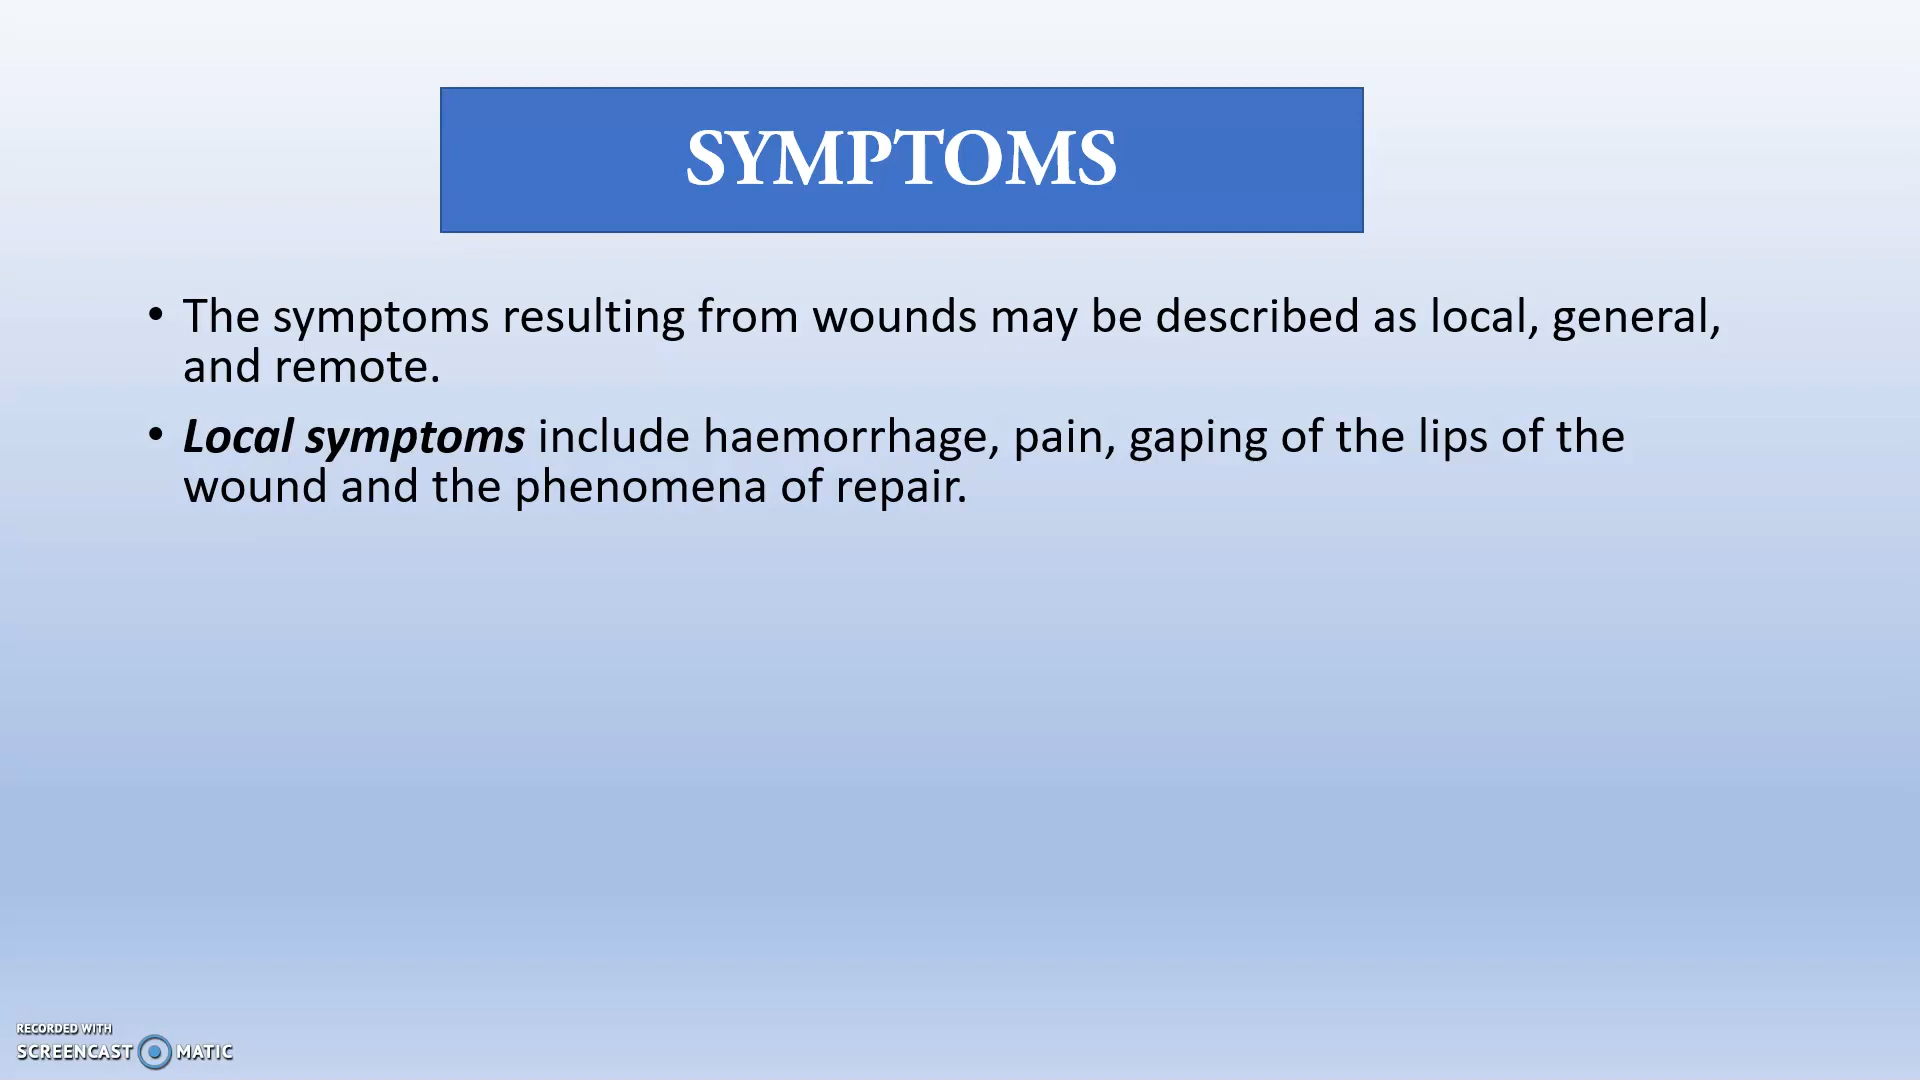 SYMPTOMS
• The symptoms resulting from wounds may be described as local, general,
and remote.
• Local symptoms include haemorrhage, pain, gaping of the lips of the
wound and the phenomena of repair.
RECORDED WITH
SCREENCAST MATIC